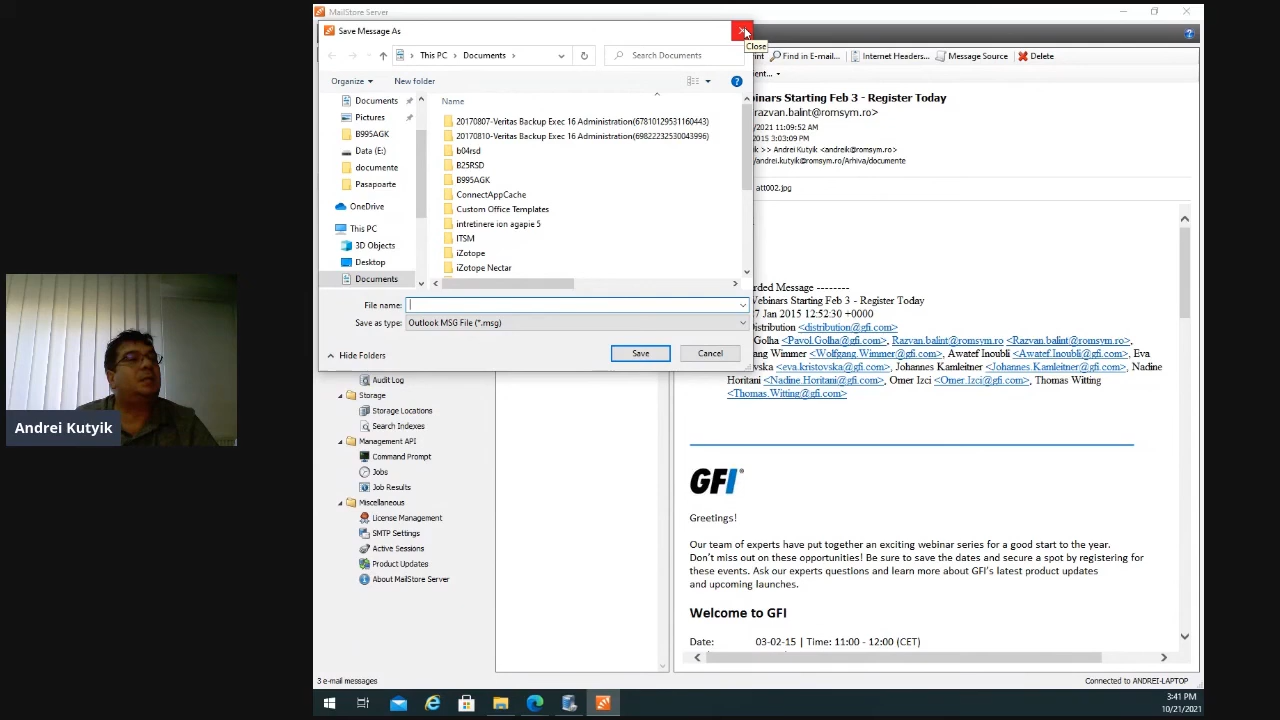 MailStore Server
Save Message As
Close
This PC
Documents
Search Documents
Find in E-mail...
Internet Headers...
Message Source
Delete
Organize
New folder
Documents
Pictures
B995AGK
Data (E:)
documente
Pasapoarte
OneDrive
This PC
3D Objects
Desktop
Documents
Name
20170807-Veritas Backup Exec 16 Administration(67810129531160443)
20170810-Veritas Backup Exec 16 Administration(69822232530043996)
b04rsd
B25RSD
B995AGK
ConnectAppCache
Custom Office Templates
intretinere ion agapie 5
ITSM
iZotope
iZotope Nectar
File name:
Save as type: Outlook MSG File (*.msg)
Hide Folders
Save
Cancel
Audit Log
Storage
Storage Locations
Search Indexes
Management API
Command Prompt
Jobs
Job Results
Miscellaneous
License Management
SMTP Settings
Active Sessions
Product Updates
About MailStore Server
Starting Feb 3 - Register Today
razvan.balint@romsym.ro>
/2021 11:09:52 AM
2015 3:03:09 PM
>> Andrei Kutyik <andreik@romsym.ro>
/andrei.kutyik@romsym.ro/Arhiva/documente
att002.jpg
Message --------
Starting Feb 3 - Register Today
2015 12:52:30 +0000
<distribution@gfi.com>
Golha <Pavol.Golha@gfi.com>, Razvan.balint@romsym.ro <Razvan.balint@romsym.ro>,
Wimmer <Wolfgang.Wimmer@gfi.com>, Awatef Inoubli <Awatef.Inoubli@gfi.com>, Eva
<eva.kristovska@gfi.com>, Johannes Kamleitner <Johannes.Kamleitner@gfi.com>, Nadine
Horitani <Nadine.Horitani@gfi.com>, Omer Izci <Omer.Izci@gfi.com>, Thomas Witting
<Thomas.Witting@gfi.com>
GFI®
Greetings!
Our team of experts have put together an exciting webinar series for a good start to the year.
Don't miss out on these opportunities! Be sure to save the dates and secure a spot by registering for
these events. Ask our experts questions and learn more about GFI's latest product updates
and upcoming launches.
Welcome to GFI
Date: 03-02-15 | Time: 11:00 - 12:00 (CET)
Andrei Kutyik
3 e-mail messages
Connected to ANDREI-LAPTOP
3:41 PM
10/21/2021